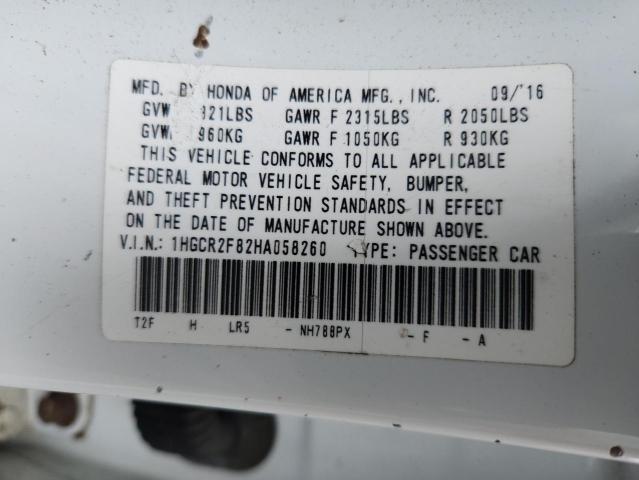 MFD. BY HONDA OF AMERICA MFG., INC. 09/'16
GAWR F 2315LBS R 2050LBS
GAWR F 1050KG R 930KG
THIS VEHICLE CONFORMS TO ALL APPLICABLE
FEDERAL MOTOR VEHICLE SAFETY, BUMPER,
AND THEFT PREVENTION STANDARDS IN EFFECT
ON THE DATE OF MANUFACTURE SHOWN ABOVE.
V.I.N.: 1HGCR2F82HA058260 TYPE: PASSENGER CAR
T2F H LR5 - NH788PX - F - A